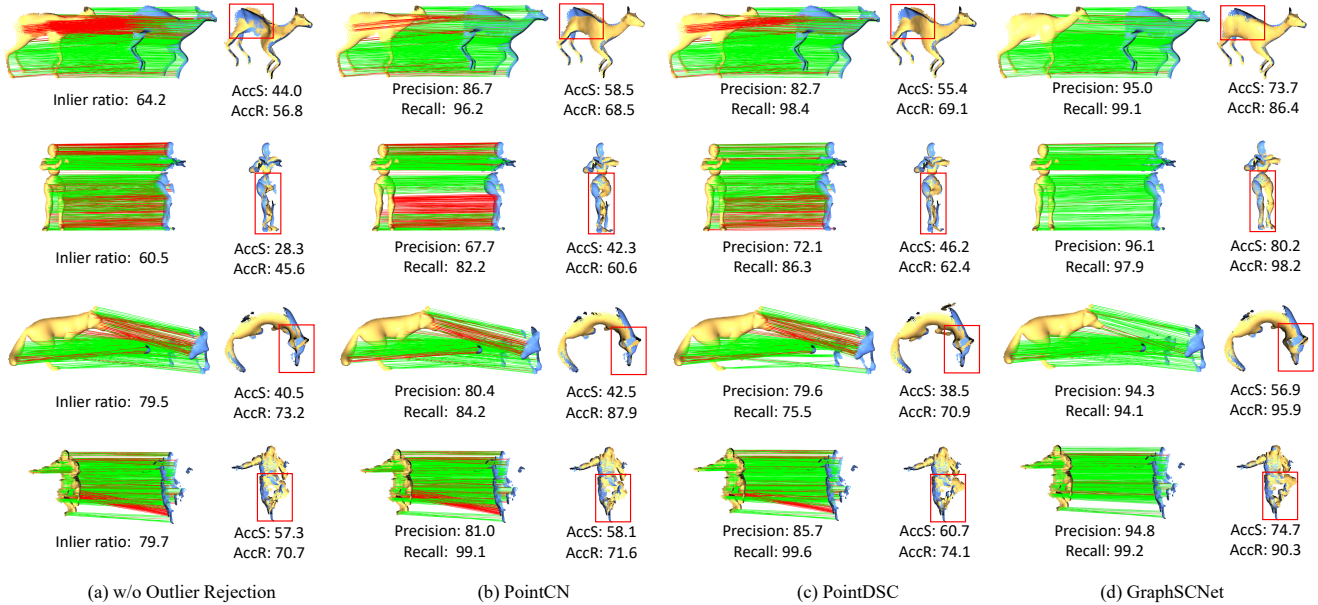 Inlier ratio: 64.2
AccS: 44.0
AccR: 56.8
Precision: 86.7
Recall: 96.2
AccS: 58.5
AccR: 68.5
Precision: 82.7
Recall: 98.4
AccS: 55.4
AccR: 69.1
Precision: 95.0
Recall: 99.1
AccS: 73.7
AccR: 86.4
Inlier ratio: 60.5
AccS: 28.3
AccR: 45.6
Precision: 67.7
Recall: 82.2
AccS: 42.3
AccR: 60.6
Precision: 72.1
Recall: 86.3
AccS: 46.2
AccR: 62.4
Precision: 96.1
Recall: 97.9
AccS: 80.2
AccR: 98.2
Inlier ratio: 79.5
AccS: 40.5
AccR: 73.2
Precision: 80.4
Recall: 84.2
AccS: 42.5
AccR: 87.9
Precision: 79.6
Recall: 75.5
AccS: 38.5
AccR: 70.9
Precision: 94.3
Recall: 94.1
AccS: 56.9
AccR: 95.9
Inlier ratio: 79.7
AccS: 57.3
AccR: 70.7
Precision: 81.0
Recall: 99.1
AccS: 58.1
AccR: 71.6
Precision: 85.7
Recall: 99.6
AccS: 60.7
AccR: 74.1
Precision: 94.8
Recall: 99.2
AccS: 74.7
AccR: 90.3
(a) w/o Outlier Rejection
(b) PointCN
(c) PointDSC
(d) GraphSCNet